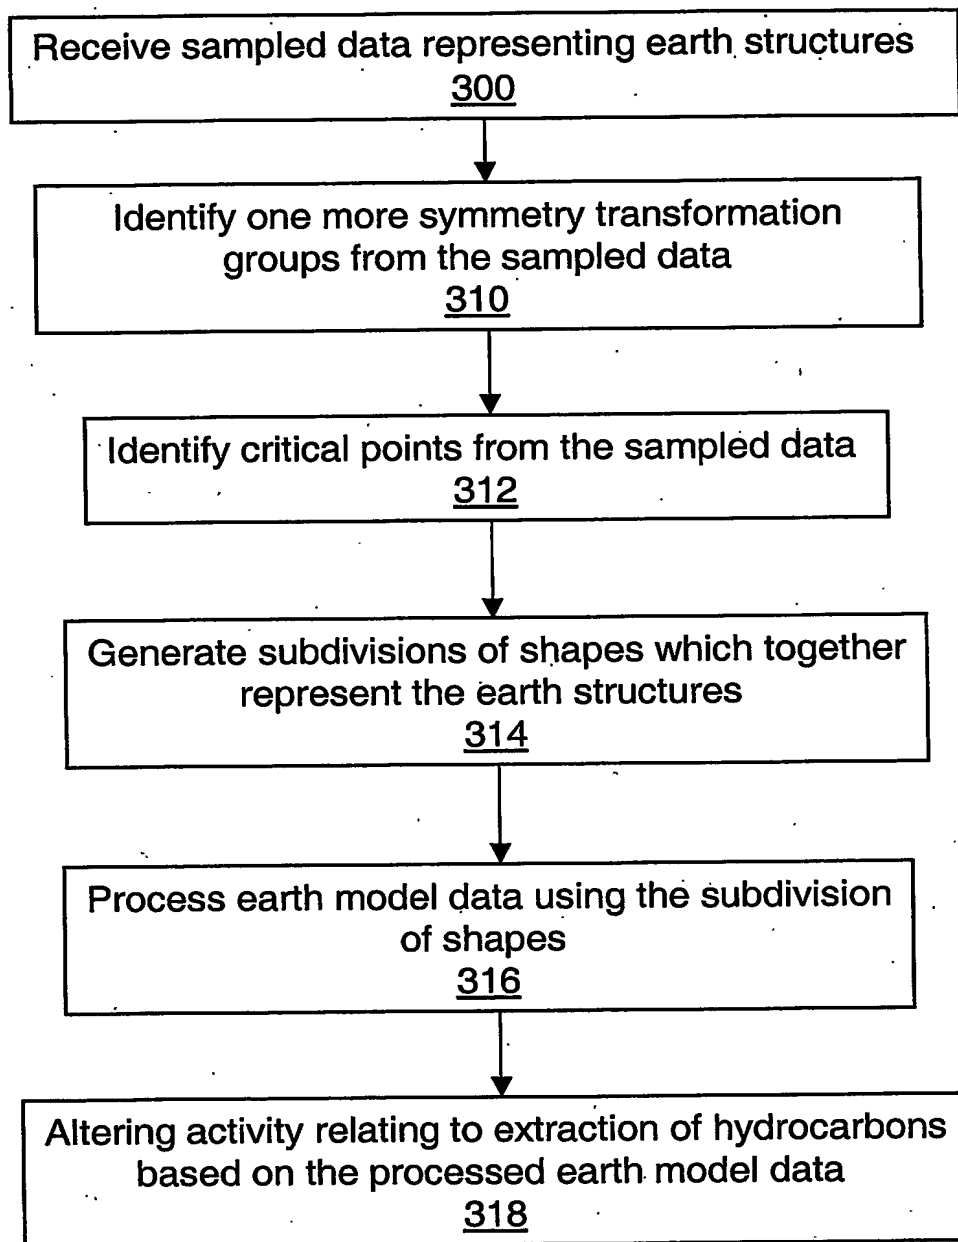 Receive sampled data representing earth structures
300
Identify one more symmetry transformation
groups from the sampled data
310
Identify critical points from the sampled data
312
Generate subdivisions of shapes which together
represent the earth structures
314
Process earth model data using the subdivision
of shapes
316
Altering activity relating to extraction of hydrocarbons
based on the processed earth model data
318